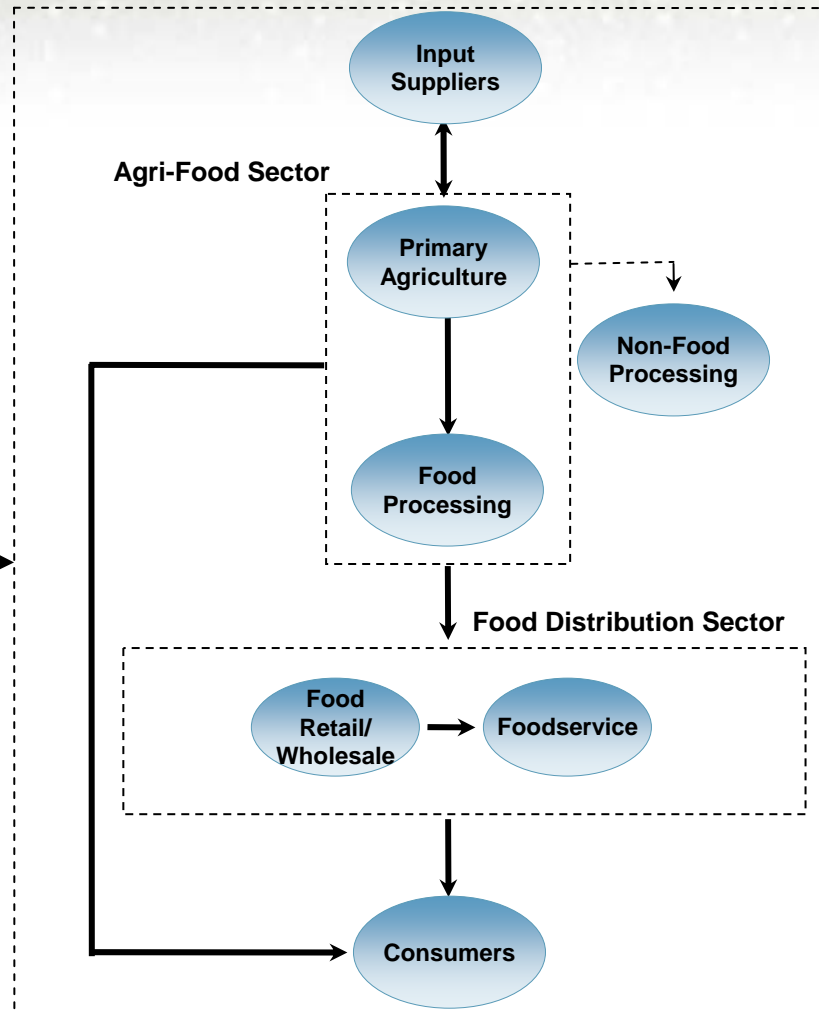 Input
Suppliers
Agri-Food Sector
Primary
Agriculture
Non-Food
Processing
Food
Processing
Food Distribution Sector
Food
Retail/
Wholesale
Foodservice
Consumers